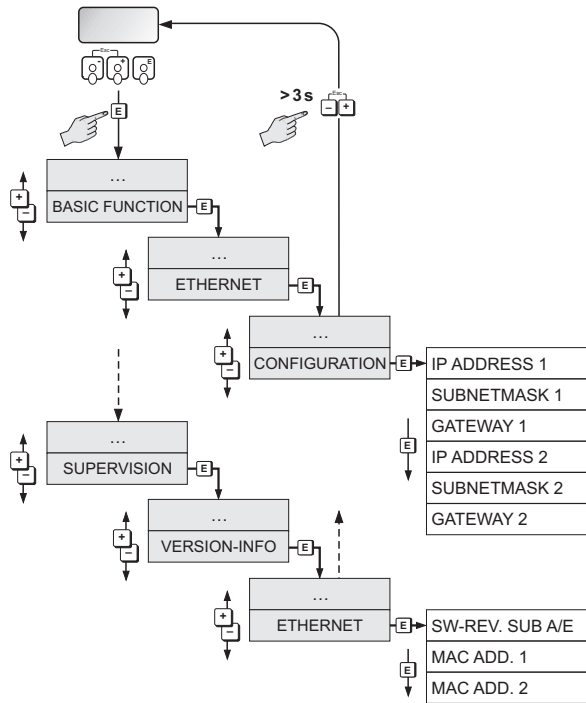 Esc
- + E
E
>3s
Esc
- +
...
+
-
BASIC FUNCTION
E
...
+
-
ETHERNET
E
...
+
-
CONFIGURATION
E
IP ADDRESS 1
SUBNETMASK 1
GATEWAY 1
E
IP ADDRESS 2
SUBNETMASK 2
GATEWAY 2
...
+
-
SUPERVISION
E
...
+
-
VERSION-INFO
E
...
+
-
ETHERNET
E
SW-REV. SUB A/E
MAC ADD. 1
E
MAC ADD. 2